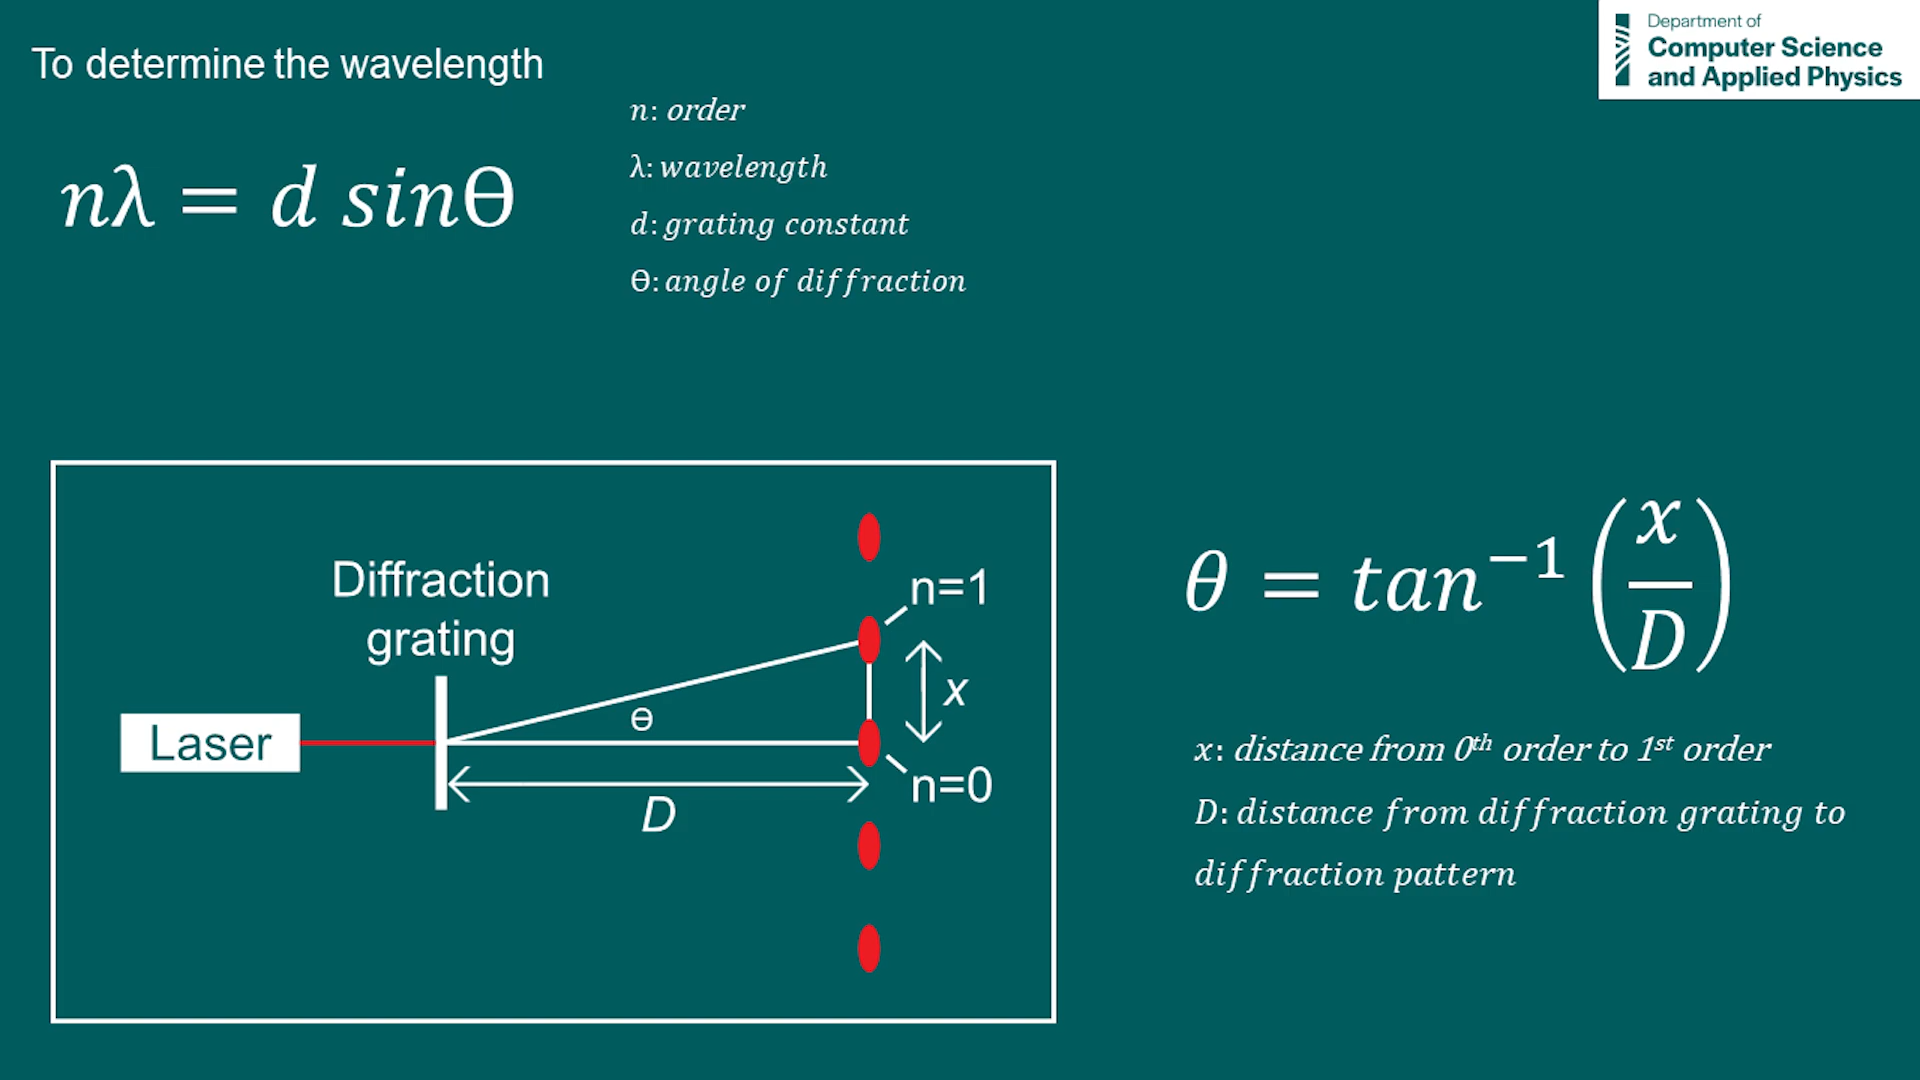 To determine the wavelength
Department of
Computer Science
and Applied Physics
nλ = d sinϴ
n: order
λ: wavelength
d: grating constant
ϴ: angle of diffraction
Diffraction
grating
Laser
ϴ
D
n=1
x
n=0
θ = tan⁻¹(x/D)
x: distance from 0ᵗʰ order to 1ˢᵗ order
D: distance from diffraction grating to
diffraction pattern